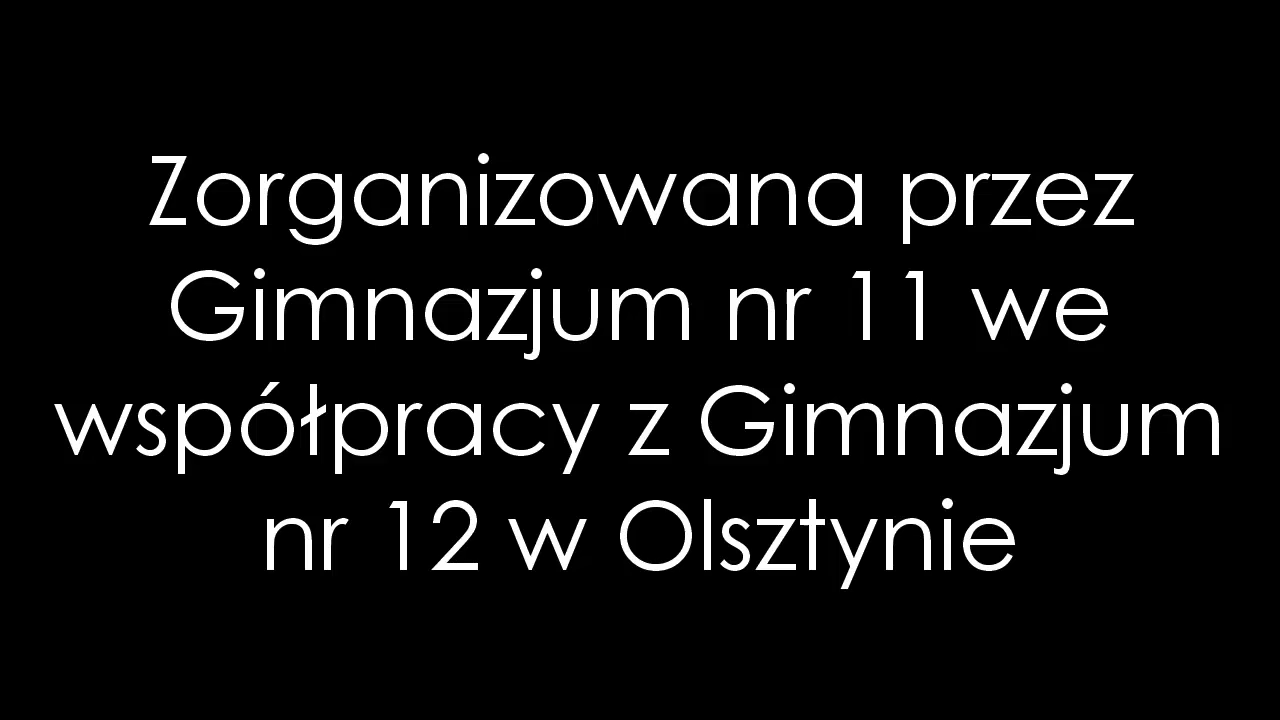 Zorganizowana przez
Gimnazjum nr 11 we
współpracy z Gimnazjum
nr 12 w Olsztynie